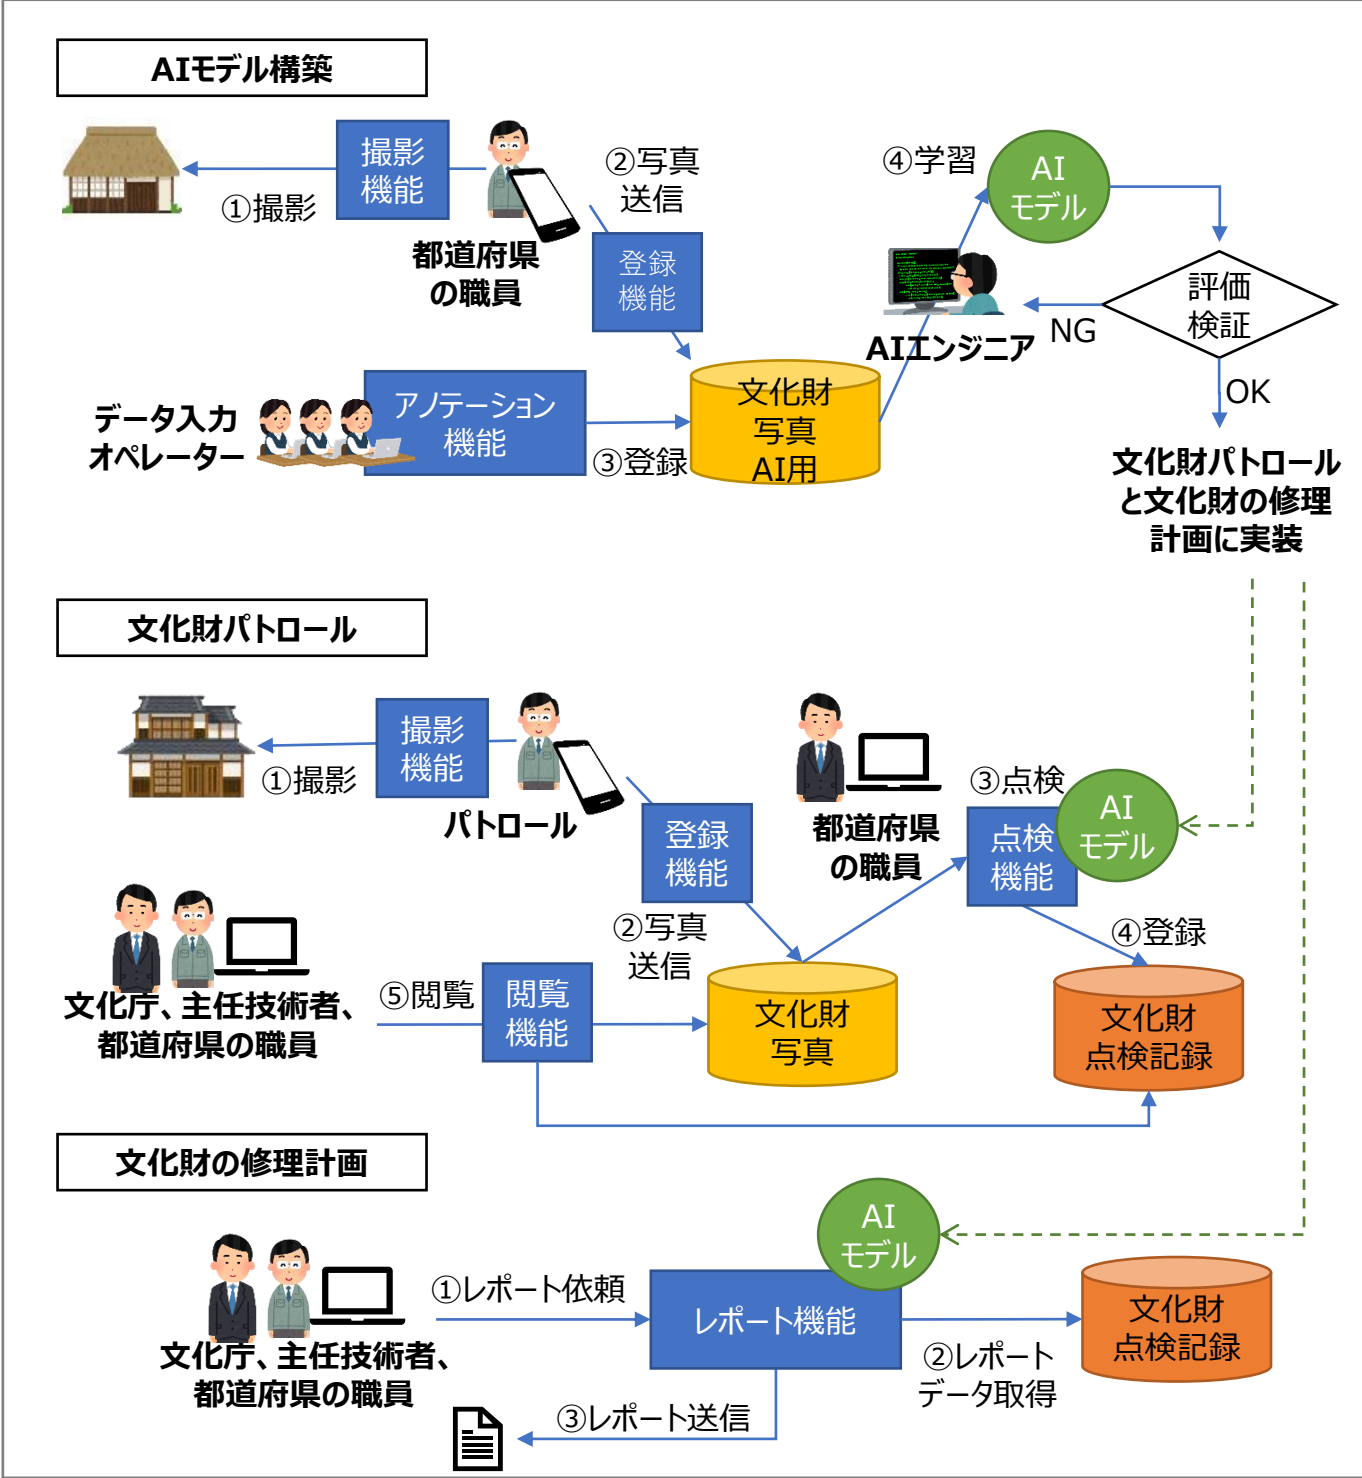 AIモデル構築
撮影
機能
①撮影
都道府県
の職員
②写真
送信
登録
機能
データ入力
オペレーター
アノテーション
機能
③登録
文化財
写真
AI用
④学習
AI
モデル
AIエンジニア
評価
検証
NG
OK
文化財パトロール
と文化財の修理
計画に実装
文化財パトロール
撮影
機能
①撮影
パトロール
登録
機能
②写真
送信
都道府県
の職員
③点検
点検
機能
AI
モデル
④登録
文化庁、主任技術者、
都道府県の職員
⑤閲覧
閲覧
機能
文化財
写真
文化財
点検記録
文化財の修理計画
文化庁、主任技術者、
都道府県の職員
①レポート依頼
レポート機能
AI
モデル
②レポート
データ取得
文化財
点検記録
③レポート送信